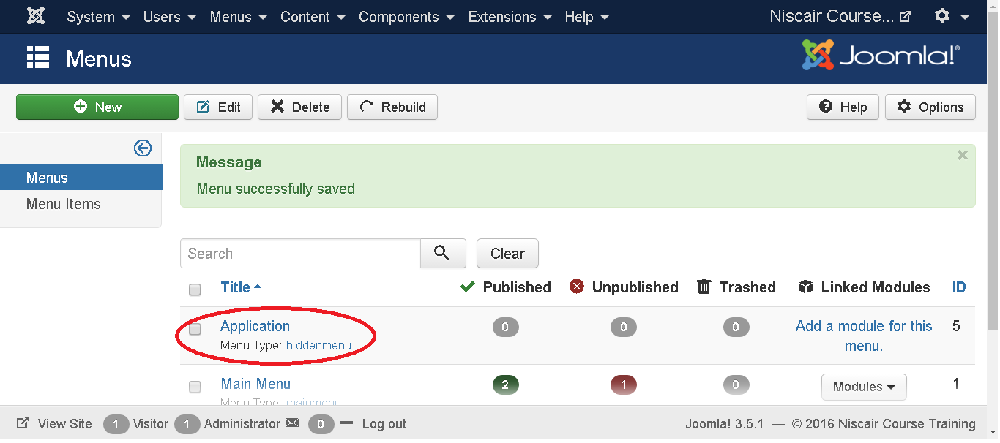 System Users Menus Content Components Extensions Help Niscair Course...
Menus Joomla!®
New Edit Delete Rebuild Help Options
Message
Menus
Menu successfully saved
Menu Items
Search Clear
Title Published Unpublished Trashed Linked Modules ID
Application 0 0 0 Add a module for this 5
Menu Type: hiddenmenu menu.
Main Menu 2 1 0 Modules 1
Menu Type: mainmenu
View Site 1 Visitor 1 Administrator 0 Log out Joomla! 3.5.1 — © 2016 Niscair Course Training